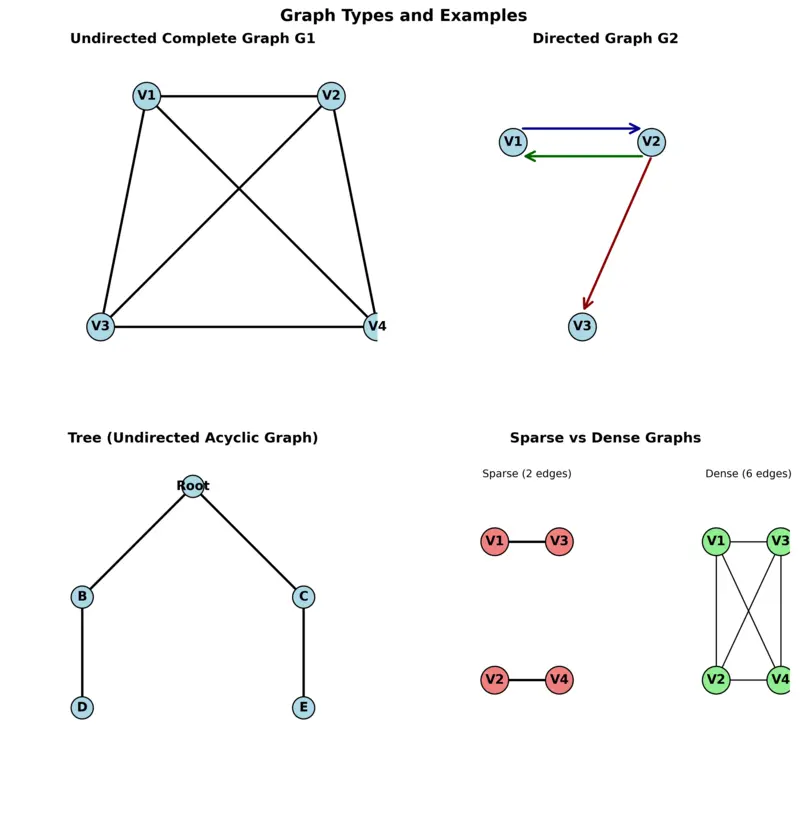 Graph Types and Examples
Undirected Complete Graph G1
V1
V2
V3
V4
Directed Graph G2
V1
V2
V3
Tree (Undirected Acyclic Graph)
Root
B
C
D
E
Sparse vs Dense Graphs
Sparse (2 edges)
Dense (6 edges)
V1
V3
V1
V3
V2
V4
V2
V4